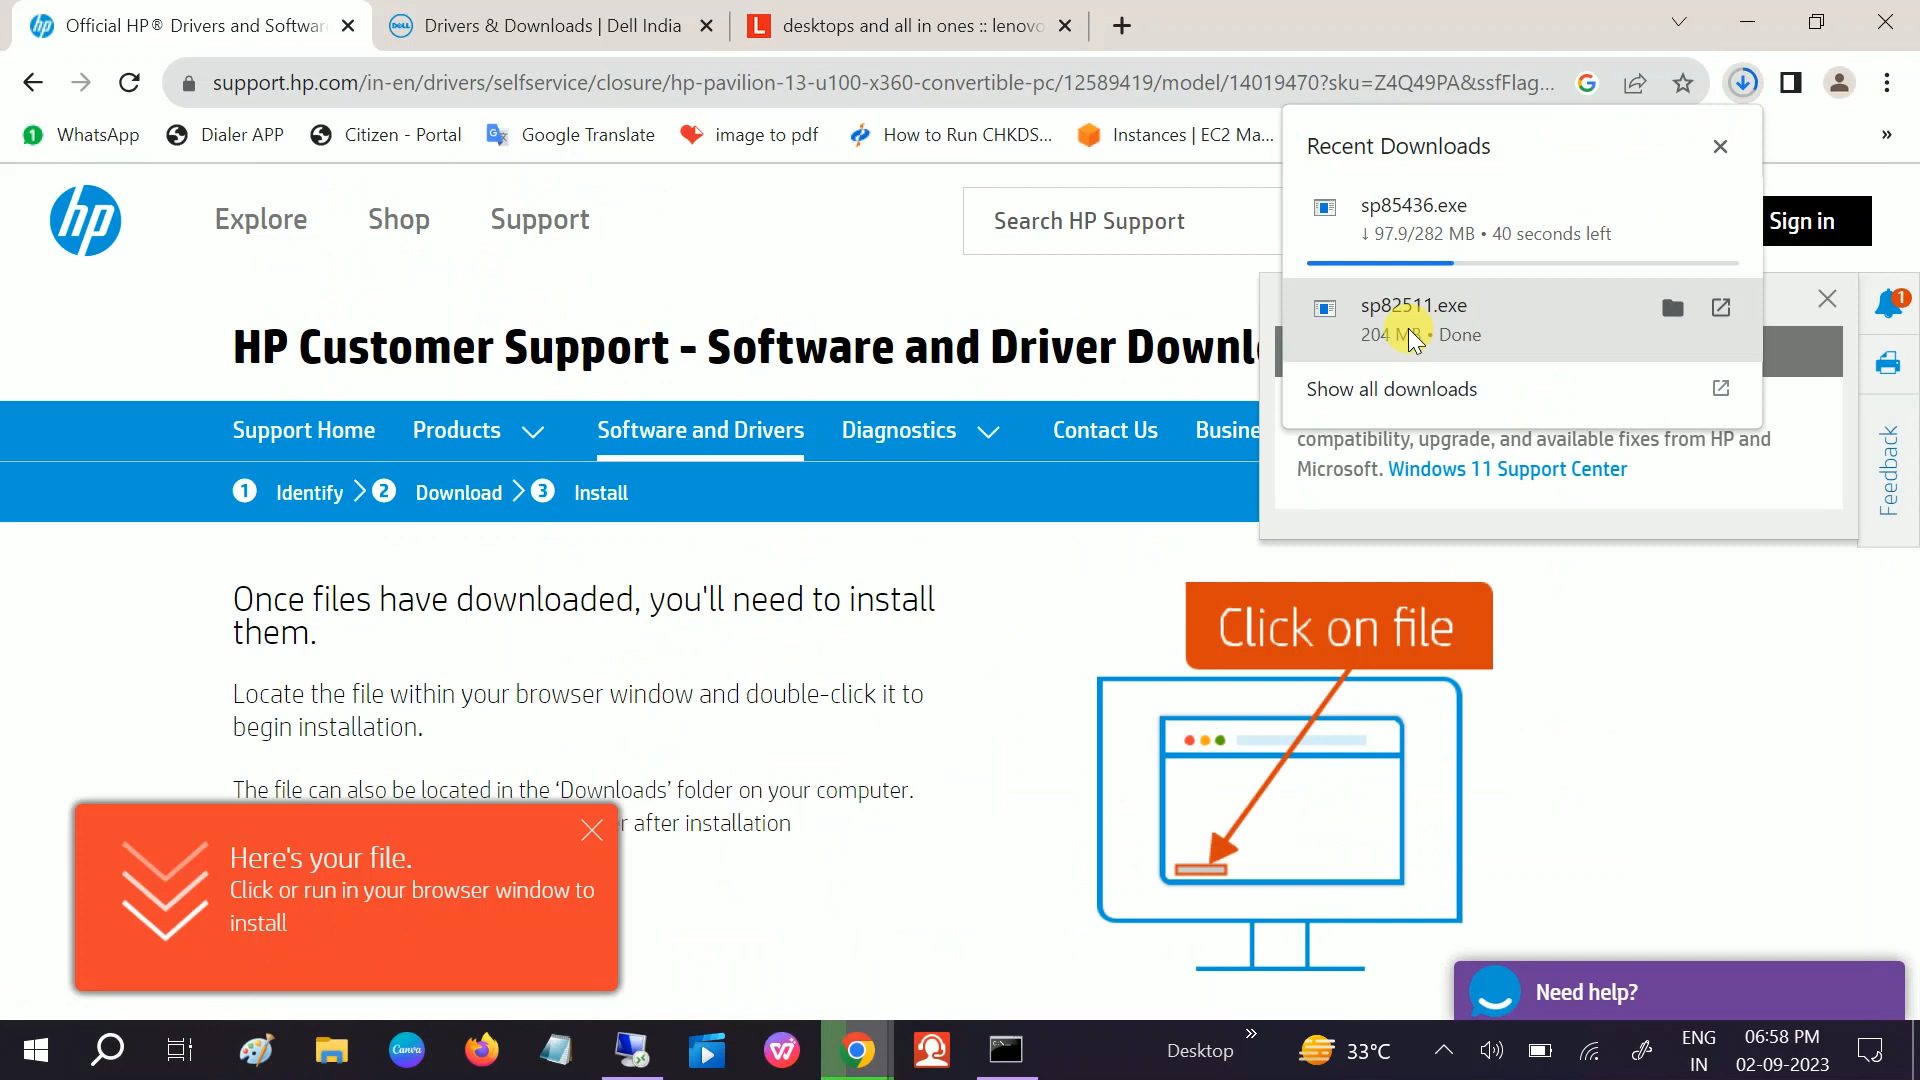 Official HP® Drivers and Software
Drivers & Downloads | Dell India
L desktops and all in ones :: lenovo
support.hp.com/in-en/drivers/selfservice/closure/hp-pavilion-13-u100-x360-convertible-pc/12589419/model/14019470?sku=Z4Q49PA&ssfFlag...
1 WhatsApp
Dialer APP
Citizen - Portal
Google Translate
image to pdf
How to Run CHKDS...
Instances | EC2 Ma...
»
Recent Downloads
sp85436.exe
↓ 97.9/282 MB • 40 seconds left
sp82511.exe
204 MB • Done
Show all downloads
hp
Explore
Shop
Support
Search HP Support
Sign in
1
HP Customer Support - Software and Driver Downl
Support Home
Products
Software and Drivers
Diagnostics
Contact Us
Busine
1 Identify
2 Download
3 Install
compatibility, upgrade, and available fixes from HP and
Microsoft. Windows 11 Support Center
Feedback
Once files have downloaded, you'll need to install
them.
Locate the file within your browser window and double-click it to
begin installation.
The file can also be located in the ‘Downloads’ folder on your computer.
r after installation
Click on file
Here's your file.
Click or run in your browser window to
install
Need help?
Canva
Desktop
»
33°C
ENG
IN
06:58 PM
02-09-2023